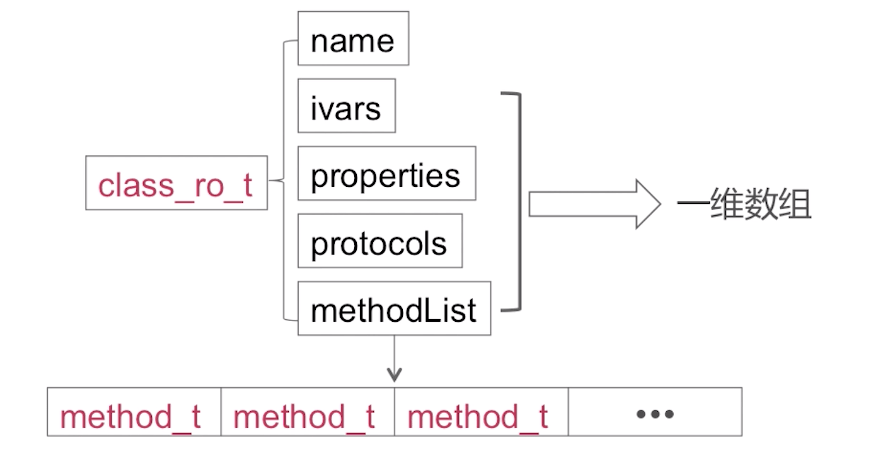 name
ivars
class_ro_t
properties
一维数组
protocols
methodList
method_t method_t method_t •••